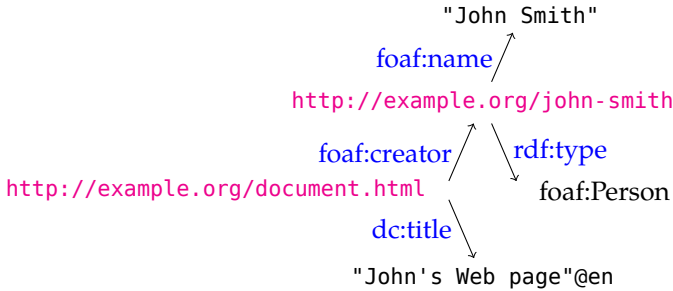 "John Smith"
foaf:name
http://example.org/john-smith
foaf:creator rdf:type
http://example.org/document.html foaf:Person
dc:title
"John's Web page"@en